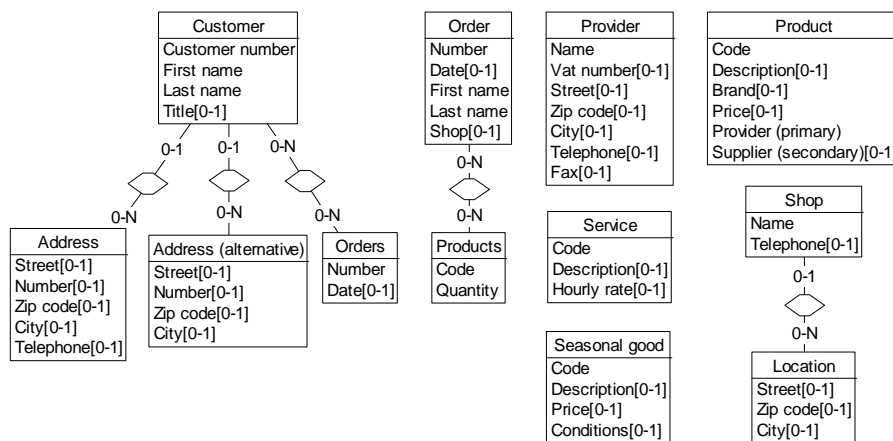 Customer
Customer number
First name
Last name
Title[0-1]
0-1
0-1
0-N
0-N
0-N
0-N
Address
Street[0-1]
Number[0-1]
Zip code[0-1]
City[0-1]
Telephone[0-1]
Address (alternative)
Street[0-1]
Number[0-1]
Zip code[0-1]
City[0-1]
Orders
Number
Date[0-1]
Order
Number
Date[0-1]
First name
Last name
Shop[0-1]
0-N
0-N
Products
Code
Quantity
Provider
Name
Vat number[0-1]
Street[0-1]
Zip code[0-1]
City[0-1]
Telephone[0-1]
Fax[0-1]
Service
Code
Description[0-1]
Hourly rate[0-1]
Seasonal good
Code
Description[0-1]
Price[0-1]
Conditions[0-1]
Product
Code
Description[0-1]
Brand[0-1]
Price[0-1]
Provider (primary)
Supplier (secondary)[0-1]
Shop
Name
Telephone[0-1]
0-1
0-N
Location
Street[0-1]
Zip code[0-1]
City[0-1]